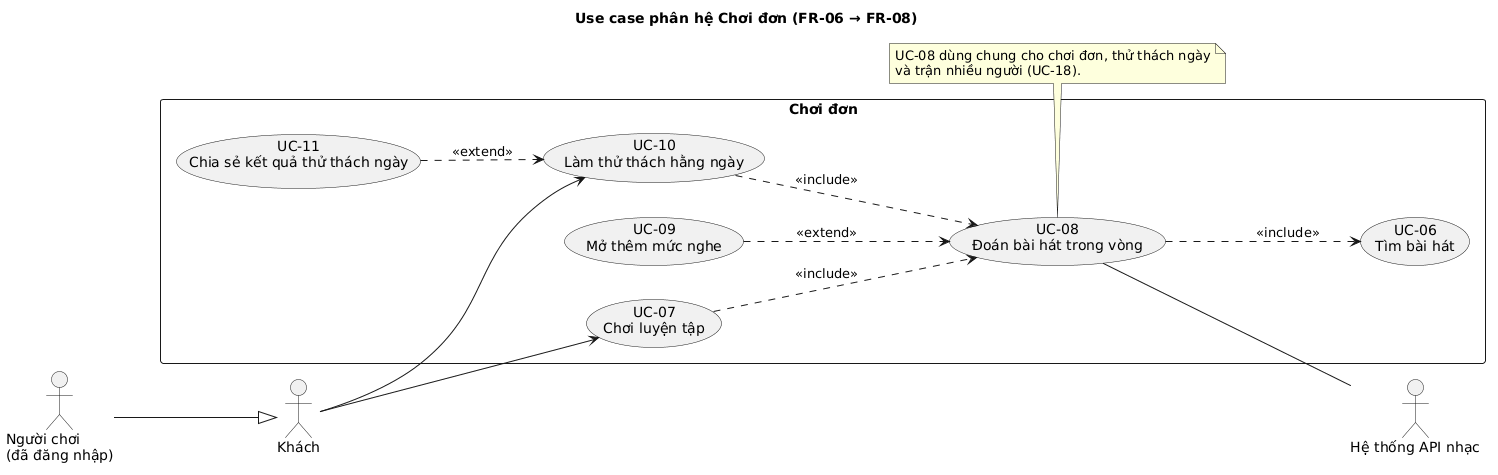 Use case phân hệ Chơi đơn (FR-06 → FR-08)
UC-08 dùng chung cho chơi đơn, thử thách ngày
và trận nhiều người (UC-18).
Chơi đơn
UC-11
Chia sẻ kết quả thử thách ngày
«extend»
UC-10
Làm thử thách hằng ngày
«include»
UC-09
Mở thêm mức nghe
«extend»
UC-08
Đoán bài hát trong vòng
«include»
UC-06
Tìm bài hát
«include»
UC-07
Chơi luyện tập
Người chơi
(đã đăng nhập)
Khách
Hệ thống API nhạc